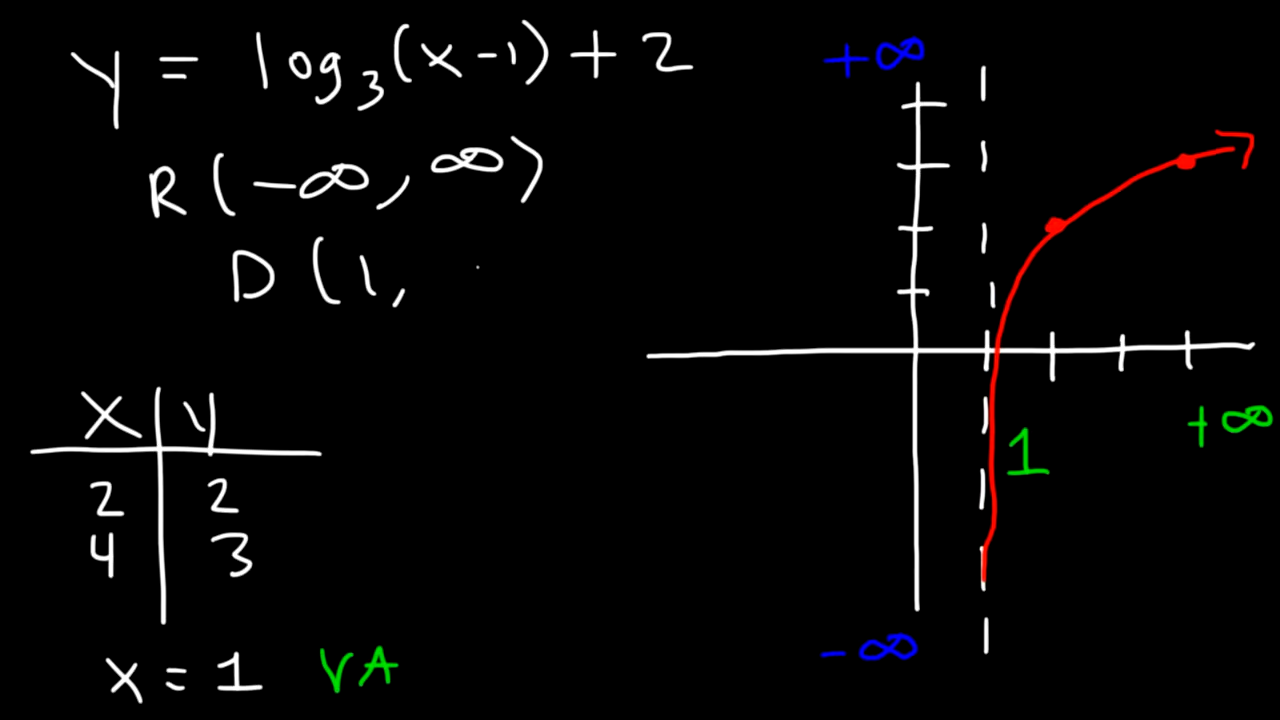 y = log₃(x-1) + 2
R (-∞, ∞)
D (1,
x | y
2 | 2
4 | 3
x = 1 VA
+∞
1
+∞
-∞